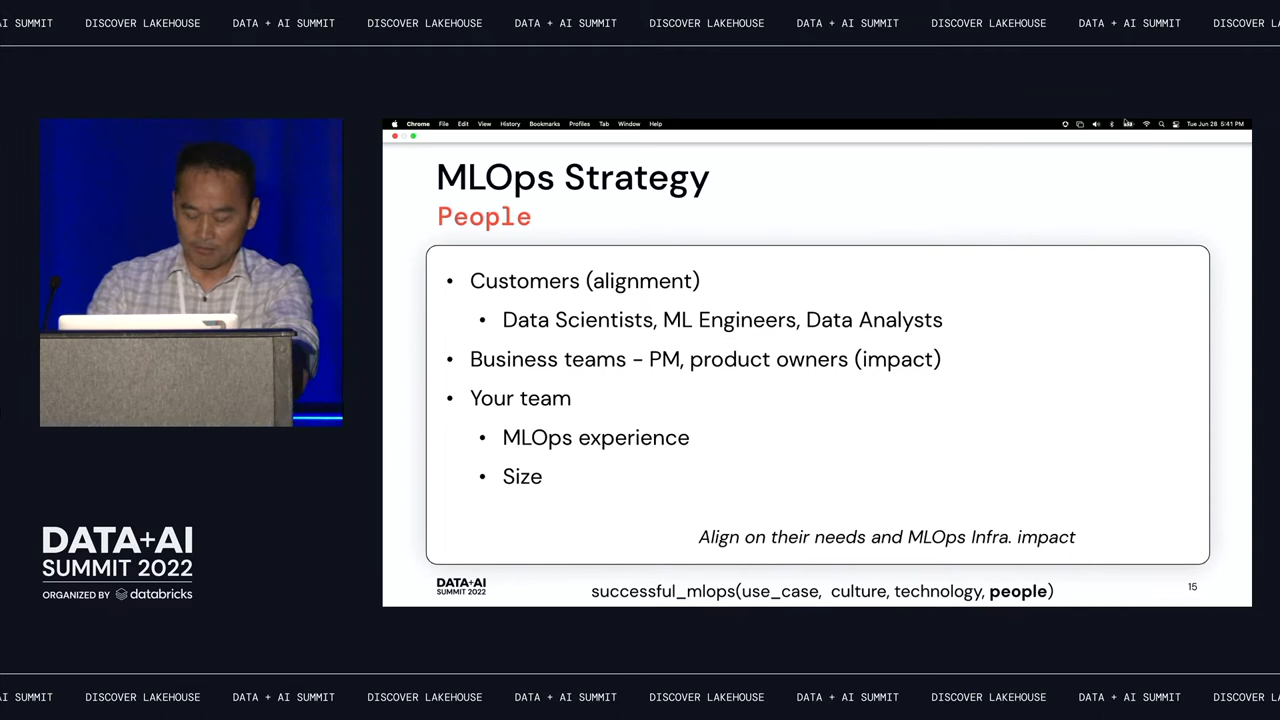 AI SUMMIT DISCOVER LAKEHOUSE DATA + AI SUMMIT DISCOVER LAKEHOUSE DATA + AI SUMMIT DISCOVER LAKEHOUSE DATA + AI SUMMIT DISCOVER LAKEHOUSE DATA + AI SUMMIT DISCOVER
Chrome File Edit View History Bookmarks Profiles Tab Window Help Tue Jun 28 5:41 PM
MLOps Strategy
People
• Customers (alignment)
• Data Scientists, ML Engineers, Data Analysts
• Business teams - PM, product owners (impact)
• Your team
• MLOps experience
• Size
Align on their needs and MLOps Infra. impact
DATA+AI
SUMMIT 2022
successful_mlops(use_case, culture, technology, people)
15
DATA+AI
SUMMIT 2022
ORGANIZED BY databricks
AI SUMMIT DISCOVER LAKEHOUSE DATA + AI SUMMIT DISCOVER LAKEHOUSE DATA + AI SUMMIT DISCOVER LAKEHOUSE DATA + AI SUMMIT DISCOVER LAKEHOUSE DATA + AI SUMMIT DISCOVER